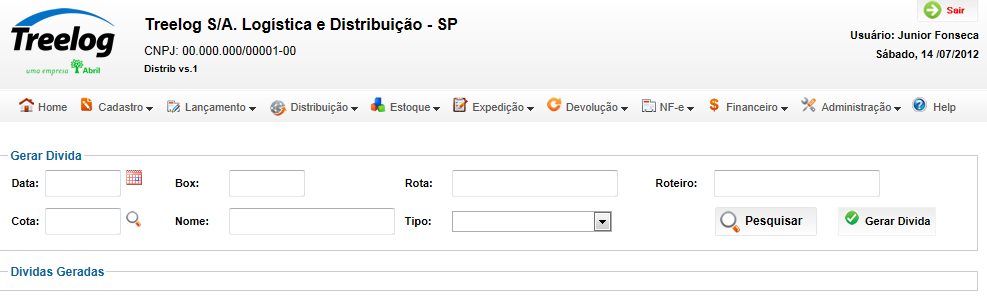 Treelog
uma empresa Abril
Treelog S/A. Logística e Distribuição - SP
CNPJ: 00.000.000/00001-00
Distrib vs.1
Sair
Usuário: Junior Fonseca
Sábado, 14 /07/2012
Home Cadastro Lançamento Distribuição Estoque Expedição Devolução NF-e Financeiro Administração Help
Gerar Divida
Data: Box: Rota: Roteiro:
Cota: Nome: Tipo: Pesquisar Gerar Divida
Dividas Geradas